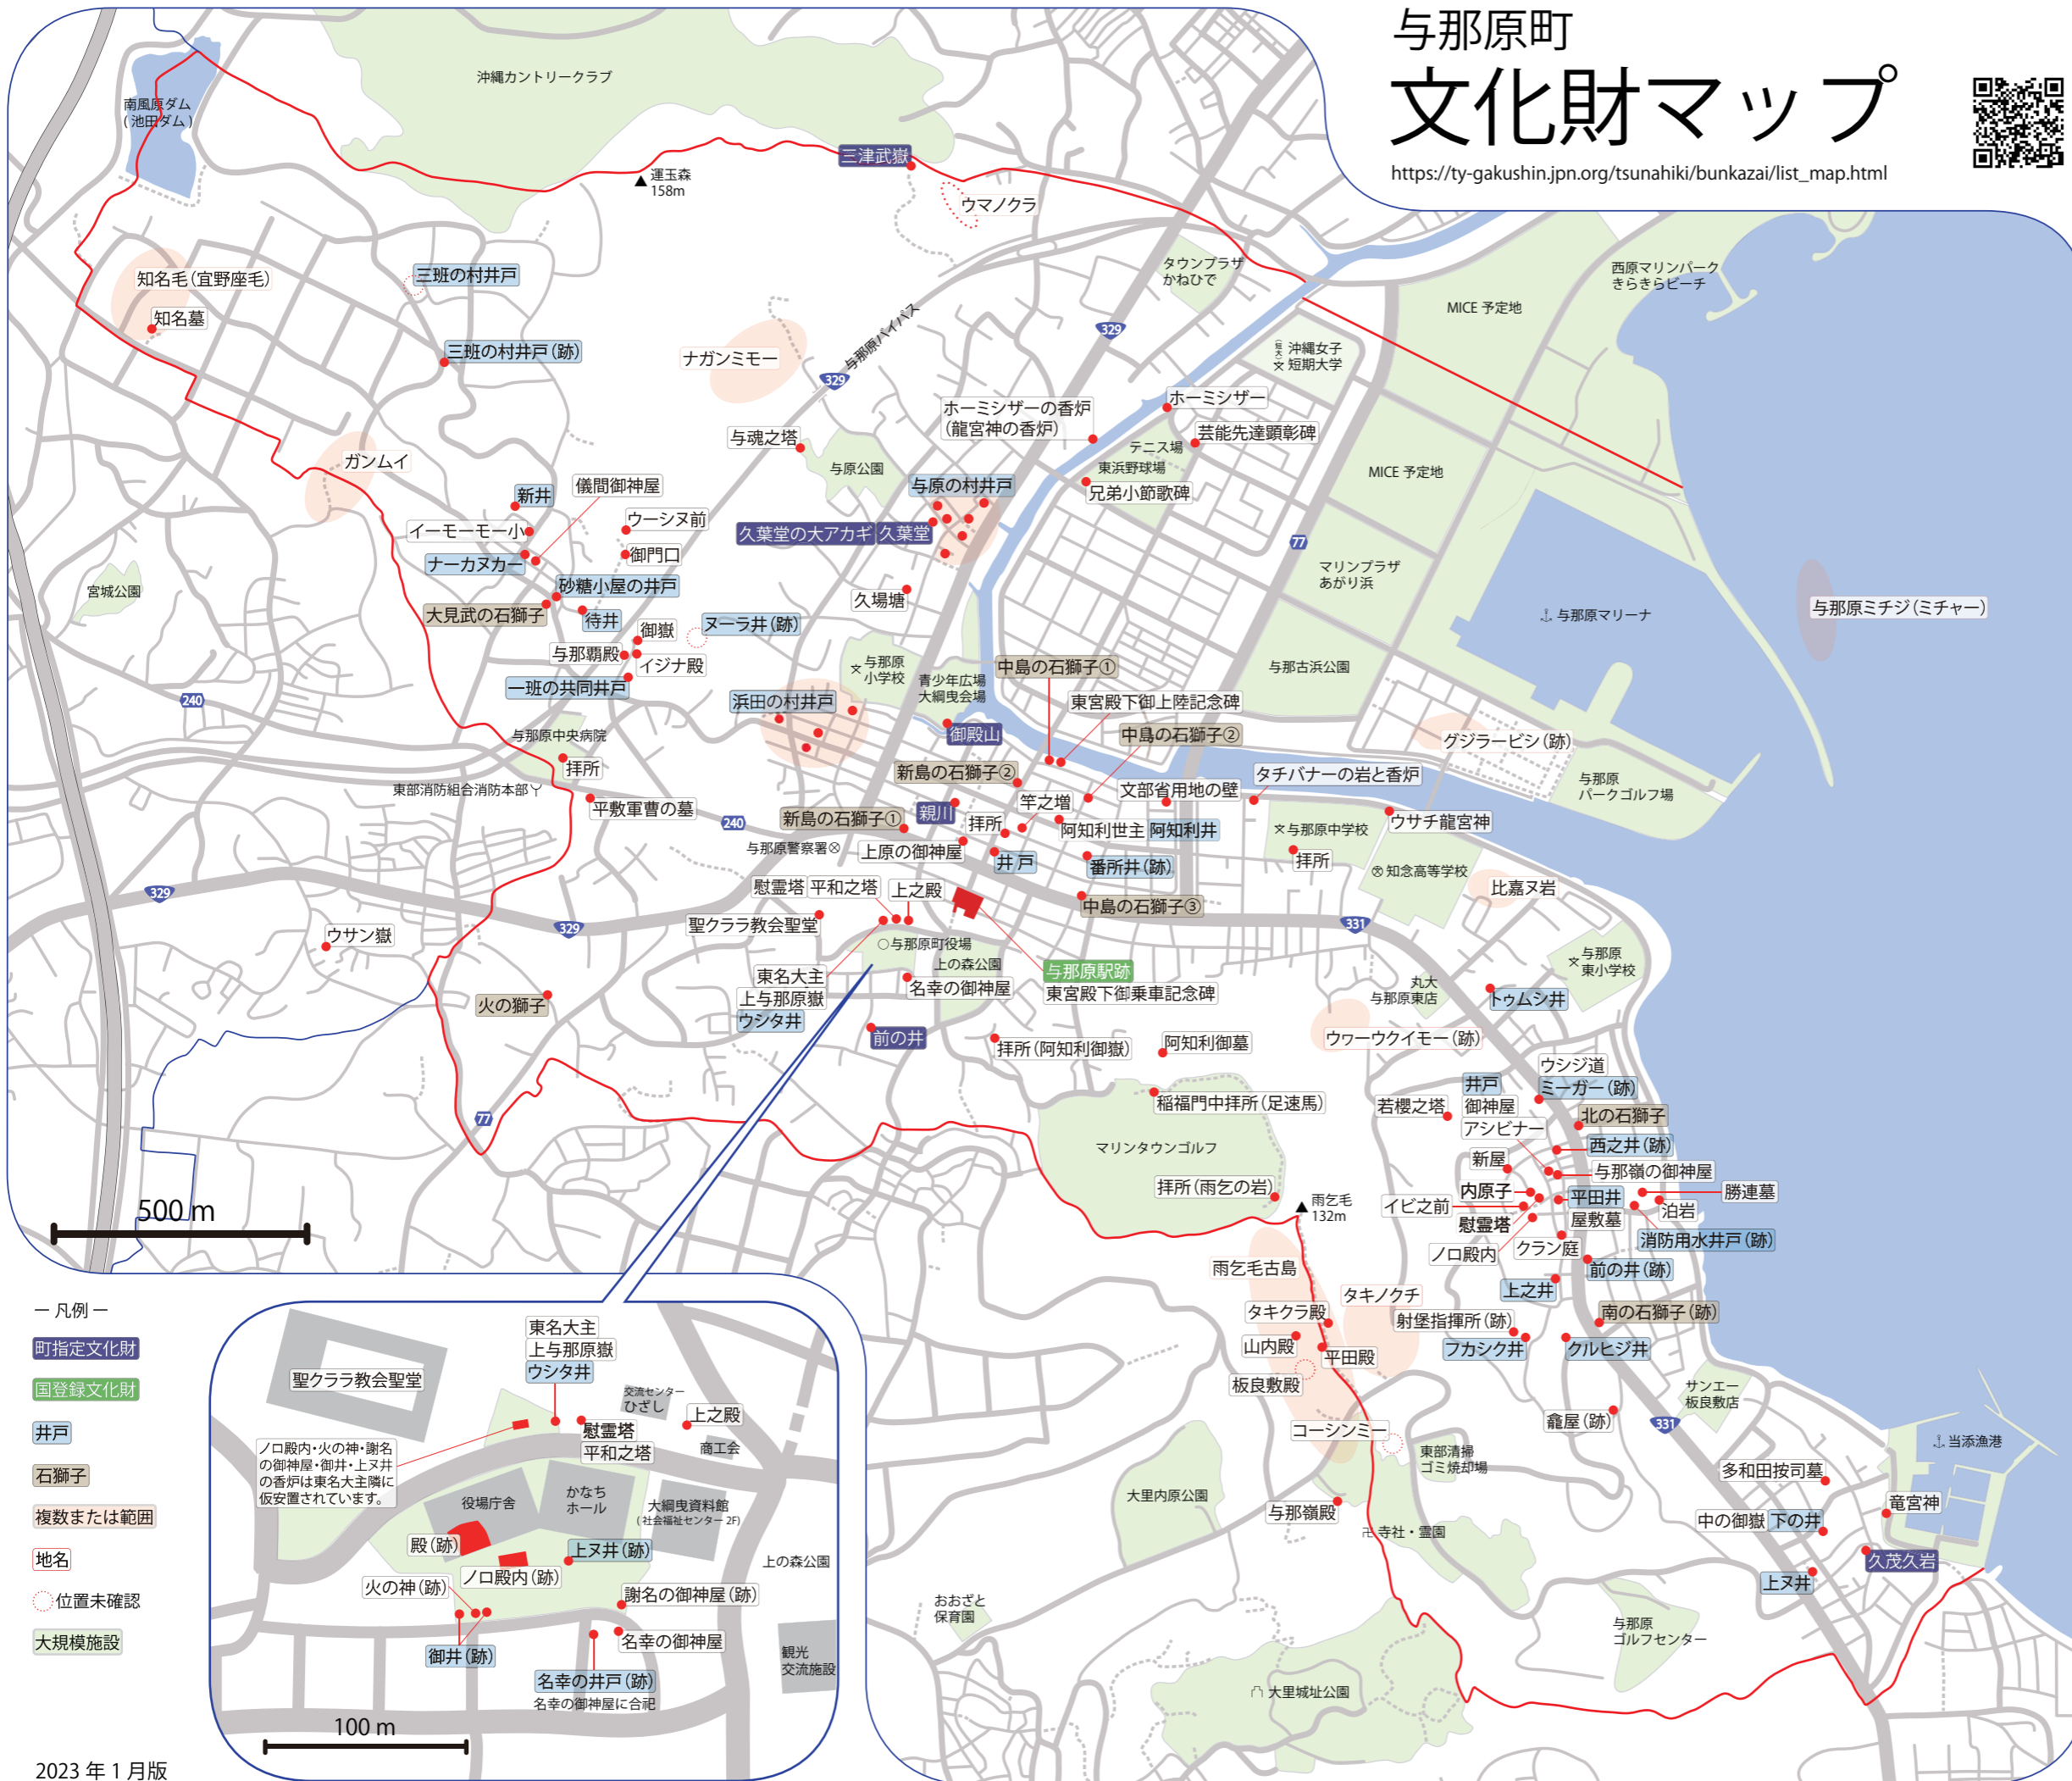 与那原町
文化財マップ
https://ty-gakushin.jpn.org/tsunahiki/bunkazai/list_map.html
沖縄カントリークラブ
南風原ダム
(池田ダム)
運玉森
158m
三津武嶽
ウマノクラ
知名毛(宜野座毛)
知名墓
三班の村井戸
三班の村井戸(跡)
ナガンミモー
与那原バイパス
329
329
タウンプラザ
かねひで
MICE 予定地
西原マリンパーク
きらきらビーチ
(短大)
沖縄女子
短期大学
ホーミシザーの香炉
(龍宮神の香炉)
ホーミシザー
芸能先達顕彰碑
テニス場
東浜野球場
兄弟小節歌碑
MICE 予定地
与魂之塔
与原公園
ガンムイ
新井
儀間御神屋
イーモーモー小
ナーカヌカー
ウーシヌ前
御門口
与原の村井戸
久葉堂の大アカギ
久葉堂
77
マリンプラザ
あがり浜
宮城公園
砂糖小屋の井戸
大見武の石獅子
待井
久場塘
与那原マリーナ
与那原ミチジ(ミチャー)
御嶽
与那覇殿
イジナ殿
ヌーラ井(跡)
一班の共同井戸
与那原
小学校
青少年広場
大綱曳会場
中島の石獅子①
与那古浜公園
240
浜田の村井戸
東宮殿下御上陸記念碑
御殿山
中島の石獅子②
グジラービシ(跡)
与那原中央病院
拝所
東部消防組合消防本部
平敷軍曹の墓
新島の石獅子②
文部省用地の壁
タチバナーの岩と香炉
与那原
パークゴルフ場
240
新島の石獅子①
親川
竿之増
拝所
阿知利世主
阿知利井
与那原中学校
ウサチ龍宮神
与那原警察署
上原の御神屋
井戸
番所井(跡)
拝所
知念高等学校
比嘉ヌ岩
329
慰霊塔
平和之塔
上之殿
中島の石獅子③
聖クララ教会聖堂
329
331
ウサン嶽
与那原町役場
上の森公園
与那原駅跡
東宮殿下御乗車記念碑
与那原
東小学校
東名大主
上与那原嶽
ウシタ井
名幸の御神屋
火の獅子
丸大
与那原東店
トゥムシ井
前の井
拝所(阿知利御嶽)
阿知利御墓
ウヮーウクイモー(跡)
77
稲福門中拝所(足速馬)
マリンタウンゴルフ
若櫻之塔
井戸
御神屋
アシビナー
ウシジ道
ミーガー(跡)
北の石獅子
西之井(跡)
新屋
与那嶺の御神屋
拝所(雨乞の岩)
内原子
平田井
勝連墓
イビ之前
屋敷墓
泊岩
雨乞毛
132m
慰霊塔
クラン庭
消防用水井戸(跡)
ノロ殿内
前の井(跡)
雨乞毛古島
上之井
タキノクチ
タキクラ殿
射堡指揮所(跡)
南の石獅子(跡)
山内殿
平田殿
フカシク井
クルヒジ井
板良敷殿
サンエー
板良敷店
龕屋(跡)
331
コーシンミー
東部清掃
ゴミ焼却場
当添漁港
大里内原公園
与那嶺殿
多和田按司墓
竜宮神
寺社・霊園
中の御嶽
下の井
久茂久岩
上ヌ井
おおざと
保育園
与那原
ゴルフセンター
大里城址公園
500 m
ー 凡例 ー
町指定文化財
国登録文化財
井戸
石獅子
複数または範囲
地名
位置未確認
大規模施設
東名大主
上与那原嶽
ウシタ井
聖クララ教会聖堂
交流センター
ひざし
上之殿
慰霊塔
平和之塔
商工会
ノロ殿内・火の神・謝名
の御神屋・御井・上ヌ井
の香炉は東名大主隣に
仮安置されています。
役場庁舎
かなち
ホール
大綱曳資料館
(社会福祉センター 2F)
殿(跡)
上ヌ井(跡)
ノロ殿内(跡)
上の森公園
火の神(跡)
謝名の御神屋(跡)
御井(跡)
名幸の御神屋
名幸の井戸(跡)
名幸の御神屋に合祀
観光
交流施設
100 m
2023 年 1 月版